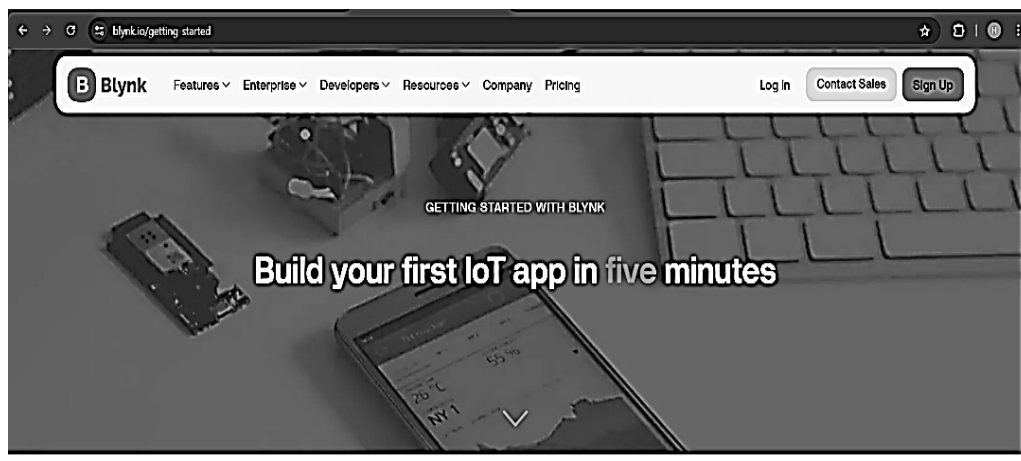 blynk.io/getting started
B Blynk Features Enterprise Developers Resources Company Pricing Log In Contact Sales Sign Up
GETTING STARTED WITH BLYNK
Build your first IoT app in five minutes
55 %
26 °C
NY 1